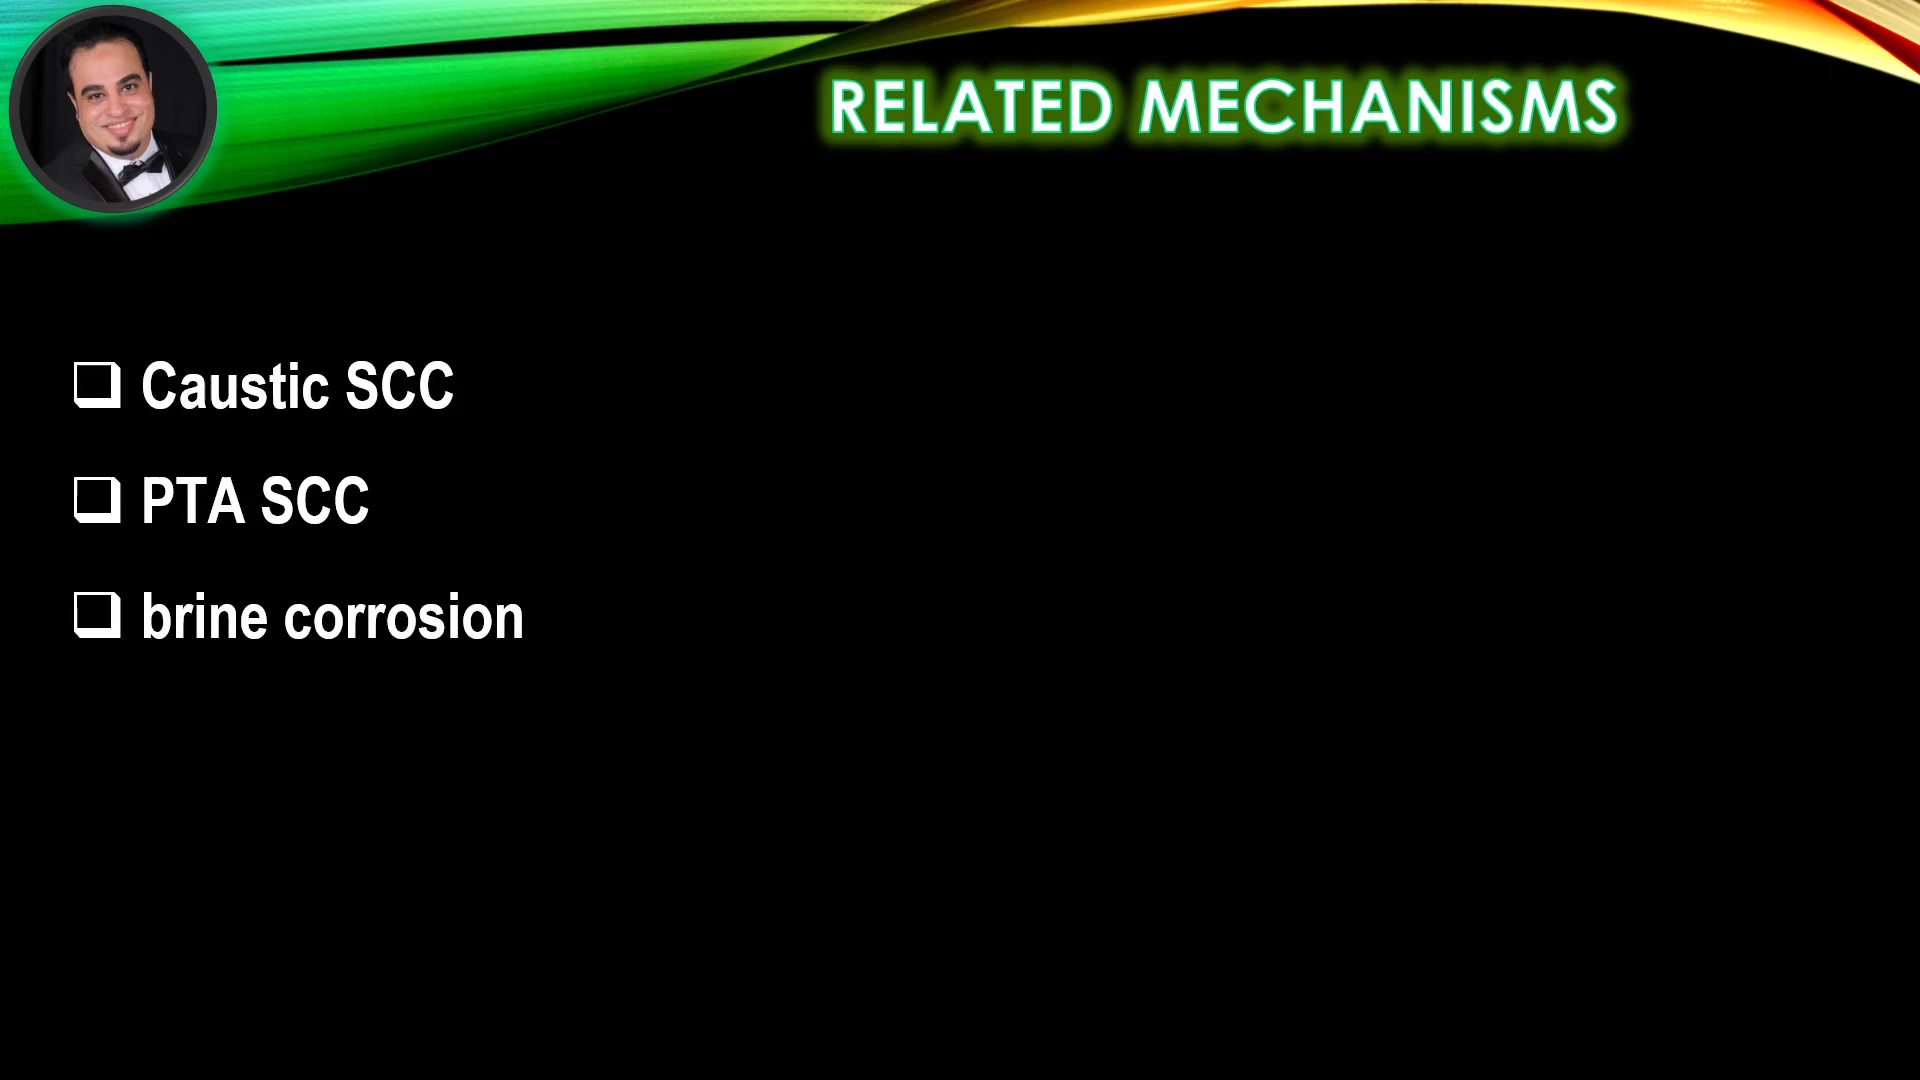 RELATED MECHANISMS
Caustic SCC
PTA SCC
brine corrosion